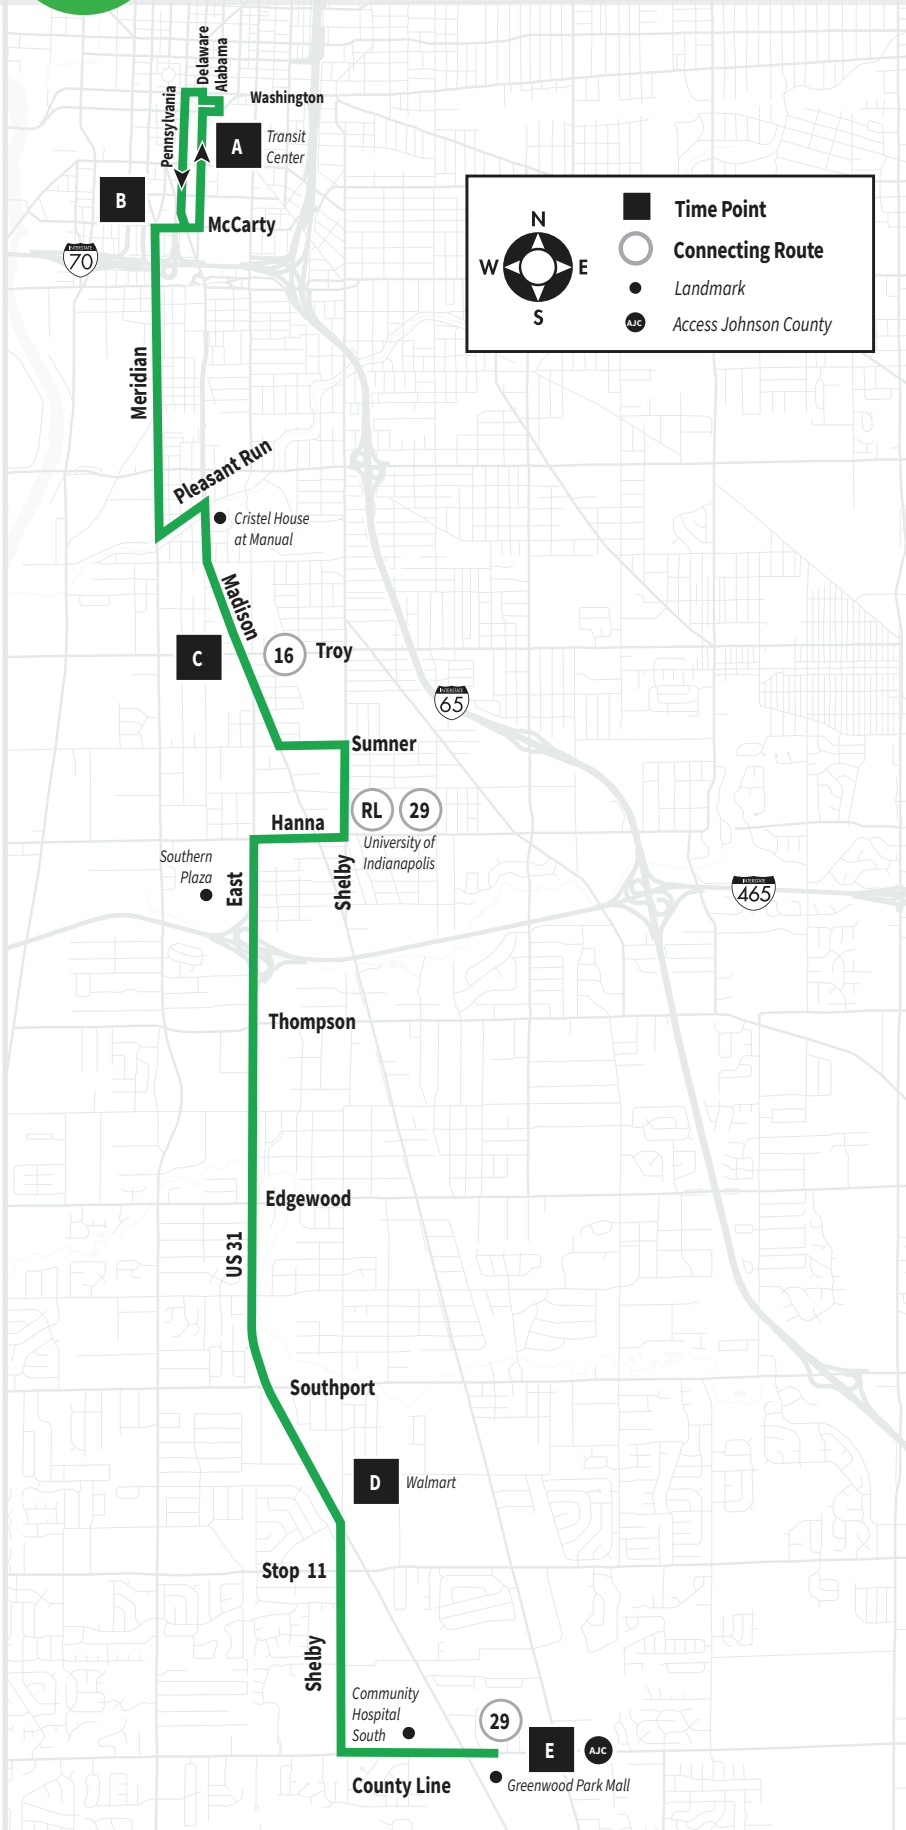 Delaware
Alabama
Pennsylvania
Washington
A
Transit
Center
B
McCarty
INTERSTATE
70
N
W
E
S
Time Point
Connecting Route
Landmark
AJC
Access Johnson County
Meridian
Pleasant Run
Cristel House
at Manual
Madison
C
16
Troy
INTERSTATE
65
Sumner
RL
29
Hanna
University of
Indianapolis
Southern
Plaza
East
Shelby
INTERSTATE
465
Thompson
Edgewood
US 31
Southport
D
Walmart
Stop 11
Shelby
Community
Hospital
South
29
E
AJC
County Line
Greenwood Park Mall